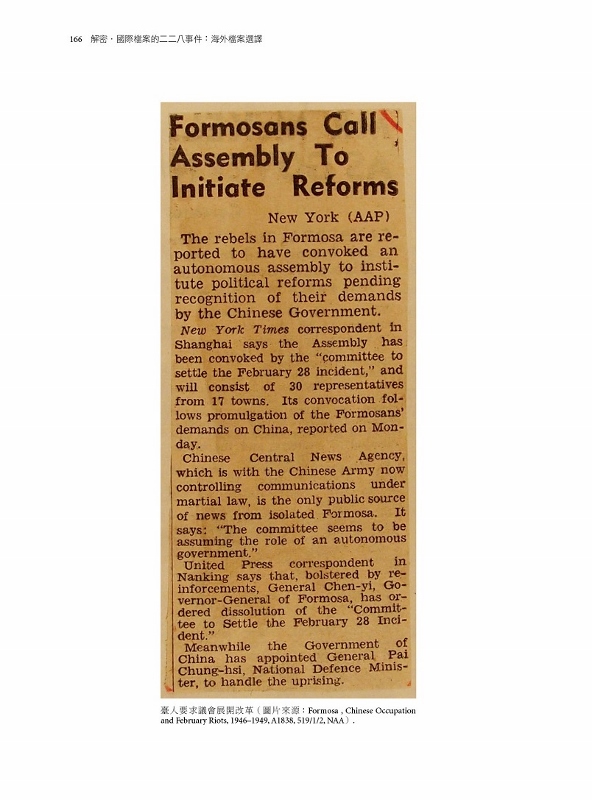 166 解密・國際檔案的二二八事件：海外檔案選譯
Formosans Call
Assembly To
Initiate Reforms
New York (AAP)
The rebels in Formosa are re-
ported to have convoked an
autonomous assembly to insti-
tute political reforms pending
recognition of their demands
by the Chinese Government.
New York Times correspondent in
Shanghai says the Assembly has
been convoked by the "committee to
settle the February 28 incident," and
will consist of 30 representatives
from 17 towns. Its convocation fol-
lows promulgation of the Formosans'
demands on China, reported on Mon-
day.
Chinese Central News Agency,
which is with the Chinese Army now
controlling communications under
martial law, is the only public source
of news from isolated Formosa. It
says: "The committee seems to be
assuming the role of an autonomous
government."
United Press correspondent in
Nanking says that, bolstered by re-
inforcements, General Chen-yi, Go-
vernor-General of Formosa, has or-
dered dissolution of the "Commit-
tee to Settle the February 28 Inci-
dent."
Meanwhile the Government of
China has appointed General Pai
Chung-hsi, National Defence Minis-
ter, to handle the uprising.
臺人要求議會展開改革（圖片來源：Formosa , Chinese Occupation
and February Riots, 1946–1949, A1838, 519/1/2, NAA）.